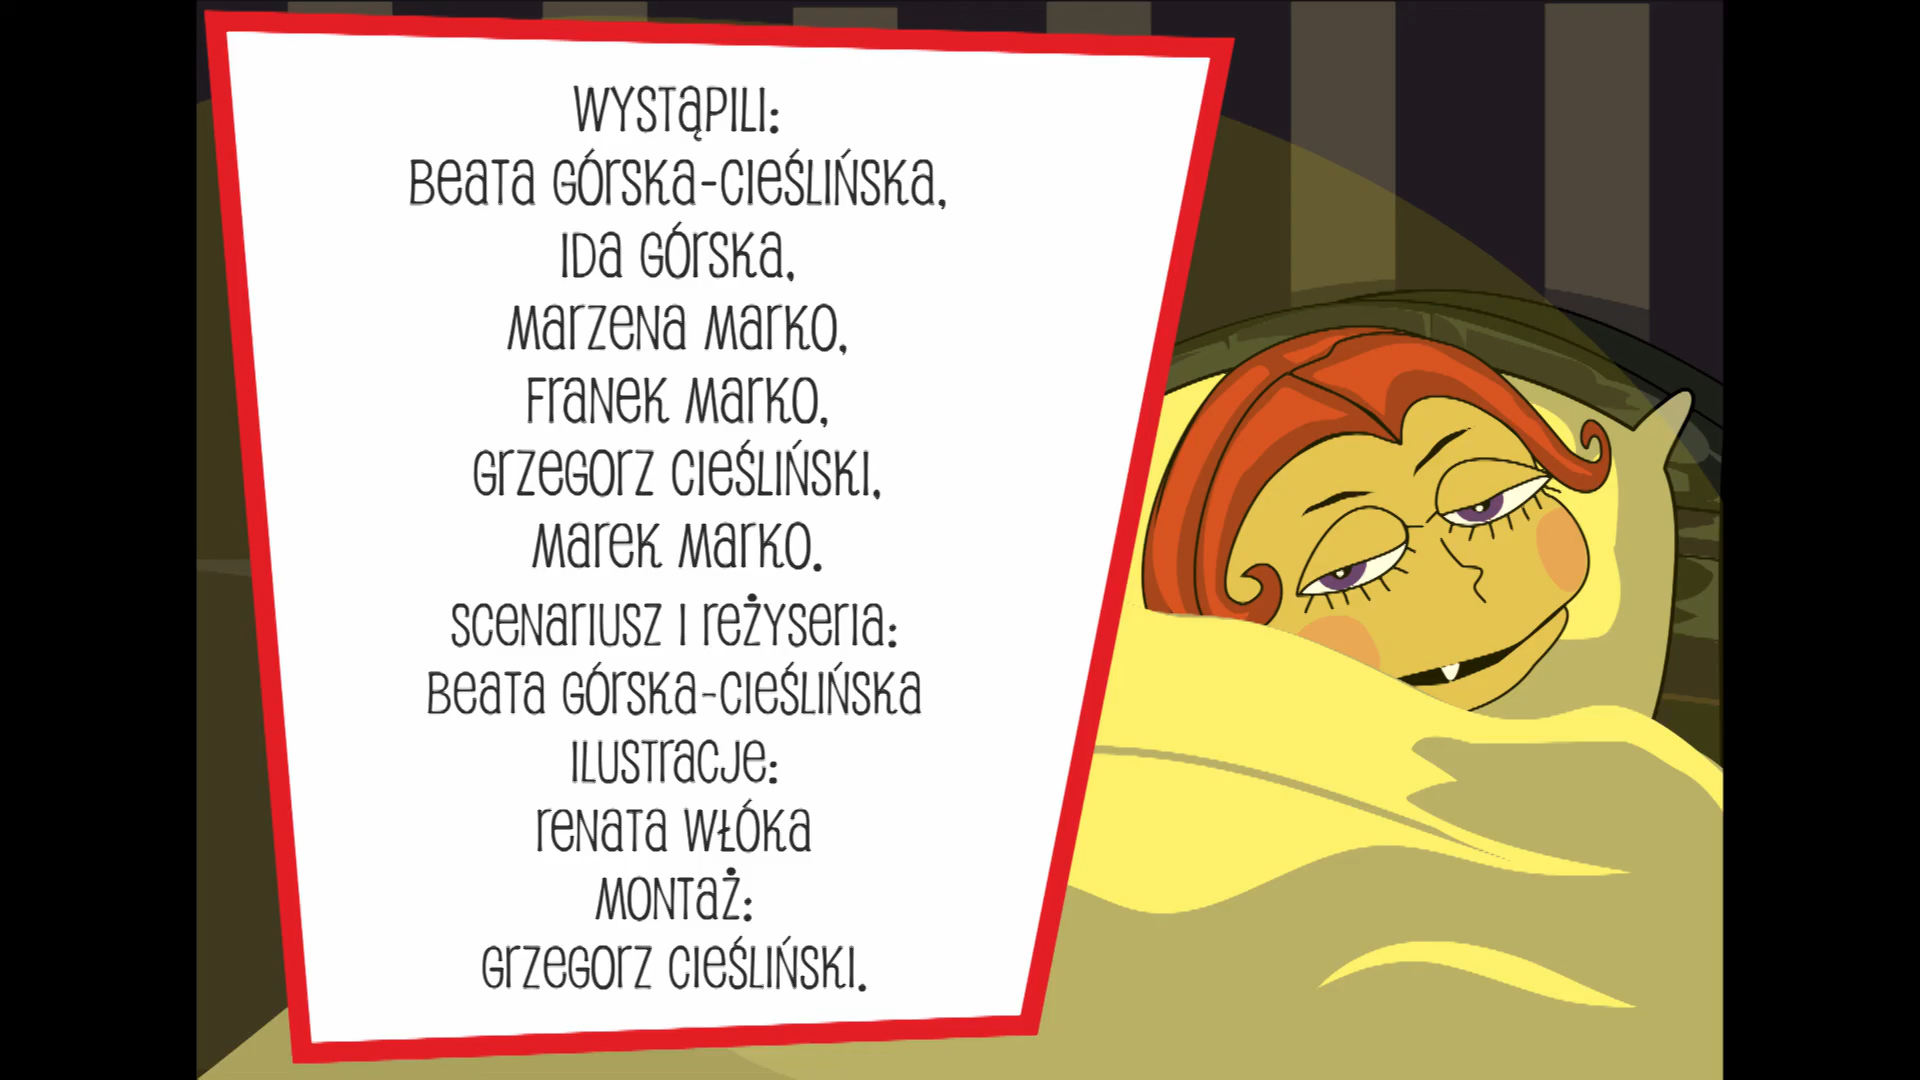 WYSTĄPILI:
BEATA GÓRSKA-CIEŚLIŃSKA,
IDA GÓRSKA,
MARZENA MARKO,
FRANEK MARKO,
GRZEGORZ CIEŚLIŃSKI,
MAREK MARKO.
SCENARIUSZ I REŻYSERIA:
BEATA GÓRSKA-CIEŚLIŃSKA
ILUSTRACJE:
RENATA WŁÓKA
MONTAŻ:
GRZEGORZ CIEŚLIŃSKI.